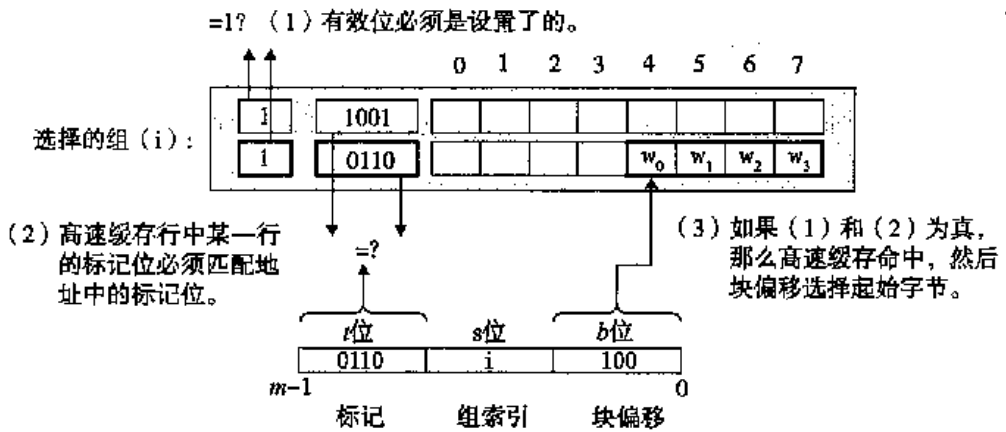 =1? （1）有效位必须是设置了的。
0 1 2 3 4 5 6 7
1 1001
选择的组（i）：
1 0110 w0 w1 w2 w3
（2）高速缓存行中某一行
的标记位必须匹配地
址中的标记位。
=?
（3）如果（1）和（2）为真，
那么高速缓存命中，然后
块偏移选择起始字节。
t位 s位 b位
0110 i 100
m-1 0
标记 组索引 块偏移